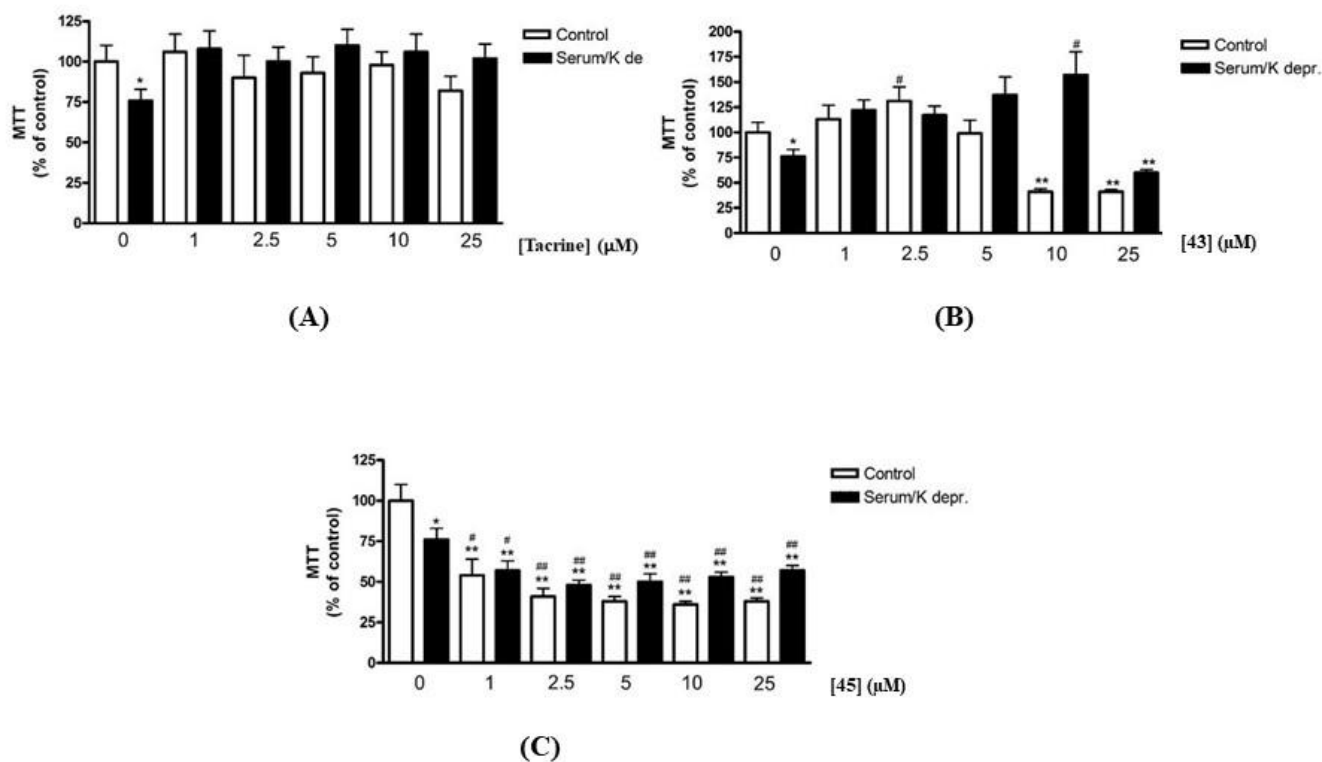 125
100
75
50
25
0
MTT
(% of control)
*
Control
Serum/K de
0 1 2.5 5 10 25
[Tacrine] (μM)
(A)
200
175
150
125
100
75
50
25
0
MTT
(% of control)
* # ** # ** **
Control
Serum/K depr.
0 1 2.5 5 10 25
[43] (μM)
(B)
125
100
75
50
25
0
MTT
(% of control)
*
# # ## ## ## ## ## ## ## ##
** ** ** ** ** ** ** ** ** **
Control
Serum/K depr.
0 1 2.5 5 10 25
[45] (μM)
(C)